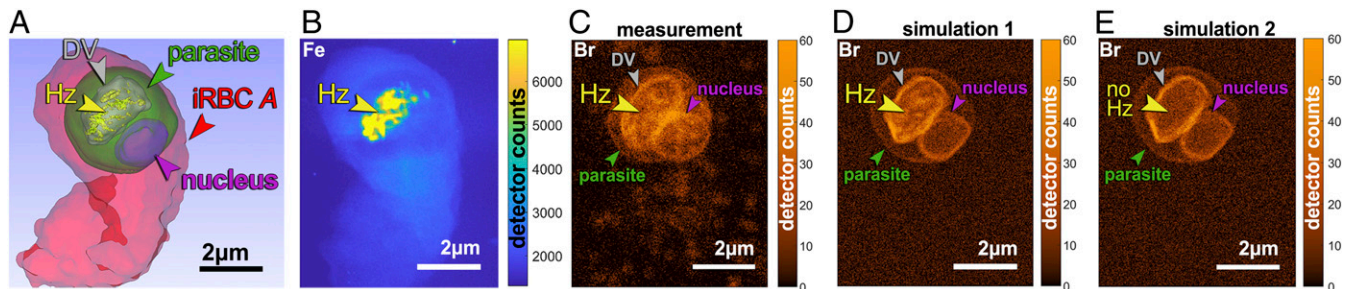 A
DV
parasite
Hz
iRBC A
nucleus
2μm
B
Fe
Hz
2μm
6000
5000
4000
3000
2000
detector counts
C
measurement
Br
DV
Hz
nucleus
parasite
2μm
60
50
40
30
20
10
0
detector counts
D
simulation 1
Br
DV
Hz
nucleus
parasite
2μm
60
50
40
30
20
10
0
detector counts
E
simulation 2
Br
DV
no
Hz
nucleus
parasite
2μm
60
50
40
30
20
10
0
detector counts